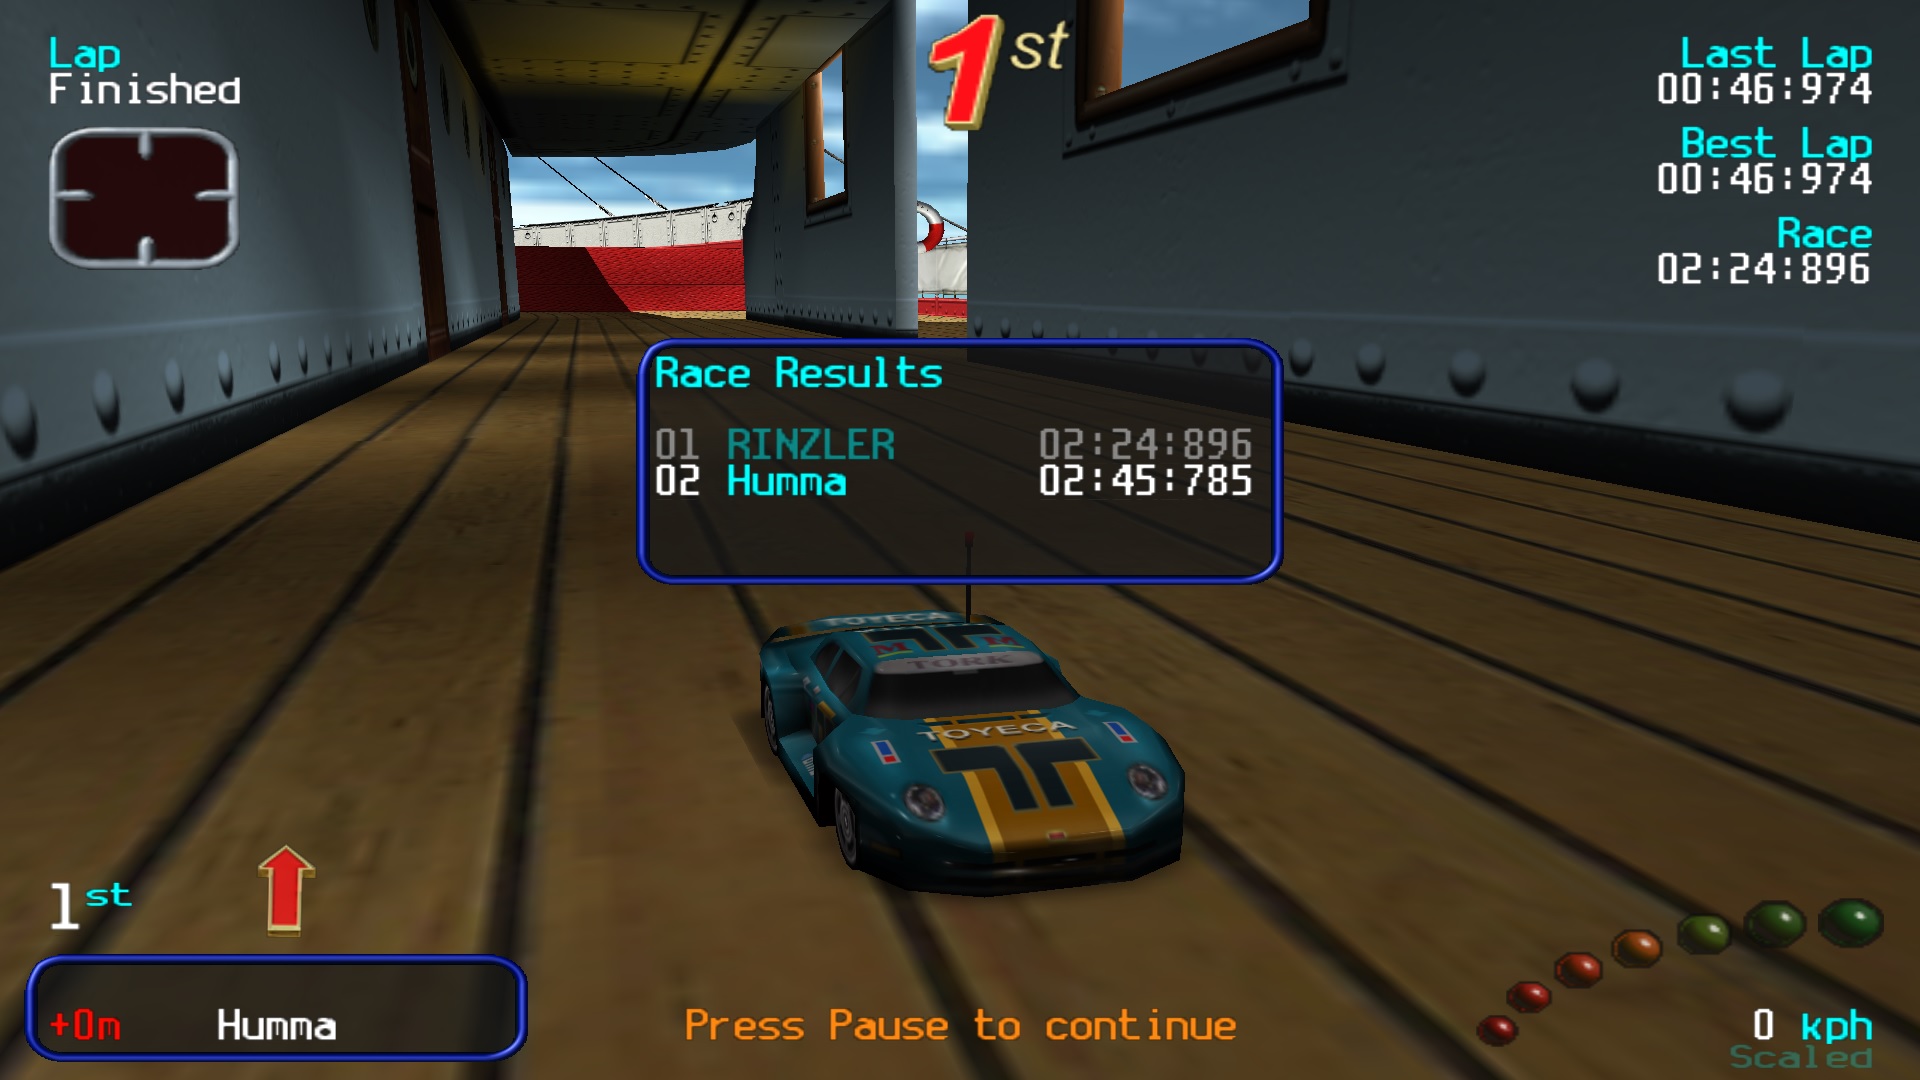 Lap
Finished
1st
Last Lap
00:46:974
Best Lap
00:46:974
Race
02:24:896
Race Results
01 RINZLER 02:24:896
02 Humma 02:45:785
TOYECA
M M
TORK
TOYECA
1st
+0m Humma
Press Pause to continue
0 kph
Scaled